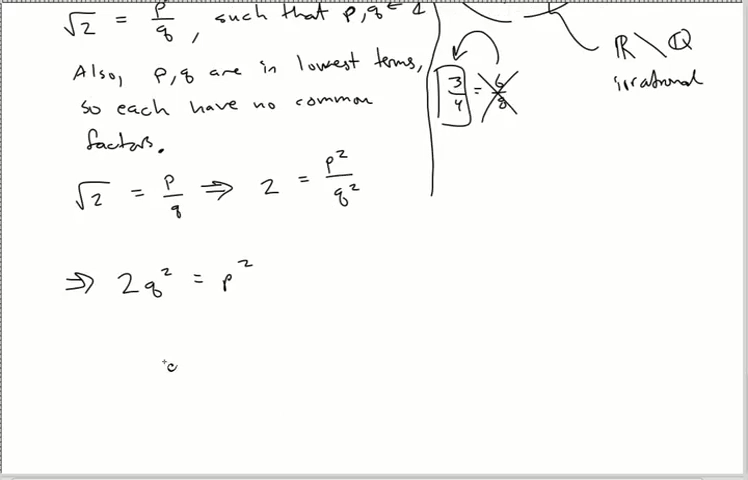 √2 = p/q, such that p,q ∈
Also, p,q are in lowest terms,
so each have no common
factors.
√2 = p/q ⇒ 2 = p²/q²
⇒ 2q² = p²
3/4 = 6/8
ℝ \ ℚ
irrational